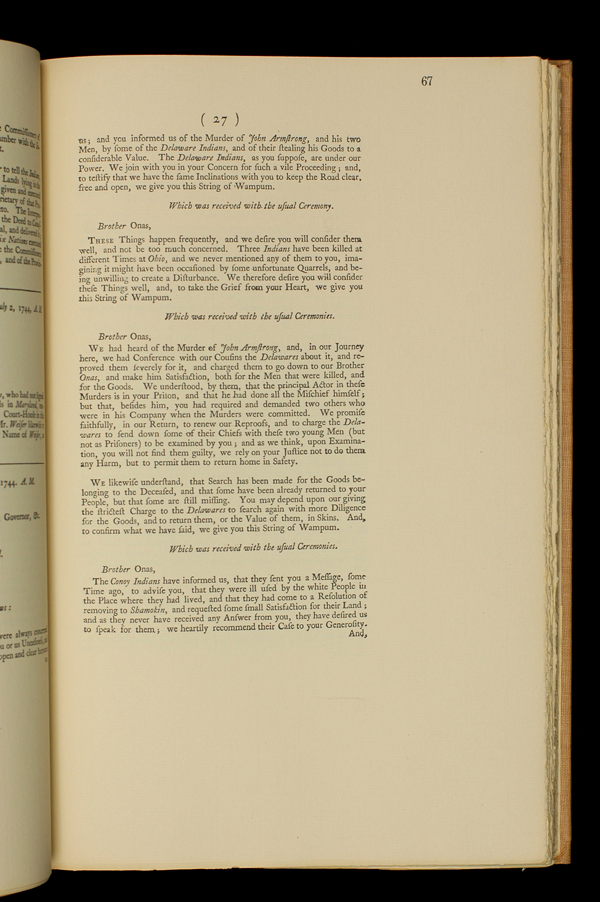 67
( 27 )
us; and you informed us of the Murder of John Armſtrong, and his two
Men, by ſome of the Delaware Indians, and of their ſtealing his Goods to a
conſiderable Value. The Delaware Indians, as you ſuppoſe, are under our
Power. We join with you in your Concern for ſuch a vile Proceeding; and,
to teſtify that we have the ſame Inclinations with you to keep the Road clear,
free and open, we give you this String of Wampum.
Which was received with the uſual Ceremony.
Brother Onas,
THESE Things happen frequently, and we deſire you will conſider them
well, and not be too much concerned. Three Indians have been killed at
different Times at Ohio, and we never mentioned any of them to you, ima-
gining it might have been occaſioned by ſome unfortunate Quarrels, and be-
ing unwilling to create a Diſturbance. We therefore deſire you will conſider
theſe Things well, and, to take the Grief from your Heart, we give you
this String of Wampum.
Which was received with the uſual Ceremonies.
Brother Onas,
WE had heard of the Murder of John Armſtrong, and, in our Journey
here, we had Conference with our Couſins the Delawares about it, and re-
proved them ſeverely for it, and charged them to go down to our Brother
Onas, and make him Satisfaction, both for the Men that were killed, and
for the Goods. We underſtood, by them, that the principal Actor in theſe
Murders is in your Priſon, and that he had done all the Miſchief himſelf;
but that, beſides him, you had required and demanded two others who
were in his Company when the Murders were committed. We promiſe
faithfully, in our Return, to renew our Reproofs, and to charge the Dela-
wares to ſend down ſome of their Chiefs with theſe two young Men (but
not as Priſoners) to be examined by you; and as we think, upon Examina-
tion, you will not find them guilty, we rely on your Juſtice not to do them
any Harm, but to permit them to return home in Safety.
WE likewiſe underſtand, that Search has been made for the Goods be-
longing to the Deceaſed, and that ſome have been already returned to your
People, but that ſome are ſtill miſſing. You may depend upon our giving
the ſtricteſt Charge to the Delawares to ſearch again with more Diligence
for the Goods, and to return them, or the Value of them, in Skins. And,
to confirm what we have ſaid, we give you this String of Wampum.
Which was received with the uſual Ceremonies.
Brother Onas,
The Conoy Indians have informed us, that they ſent you a Meſſage, ſome
Time ago, to adviſe you, that they were ill uſed by the white People in
the Place where they had lived, and that they had come to a Reſolution of
removing to Shamokin, and requeſted ſome ſmall Satisfaction for their Land;
and as they never have received any Anſwer from you, they have deſired us
to ſpeak for them; we heartily recommend their Caſe to your Generoſity.
And,